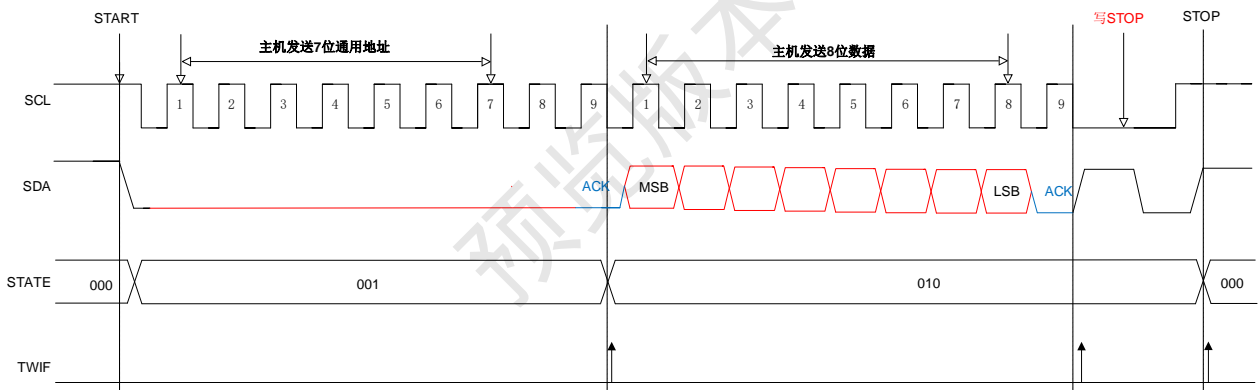 START
写STOP
STOP
主机发送7位通用地址
主机发送8位数据
SCL
1 2 3 4 5 6 7 8 9 1 2 3 4 5 6 7 8 9
SDA
ACK
MSB
LSB
ACK
STATE
000
001
010
000
TWIF
预览版本